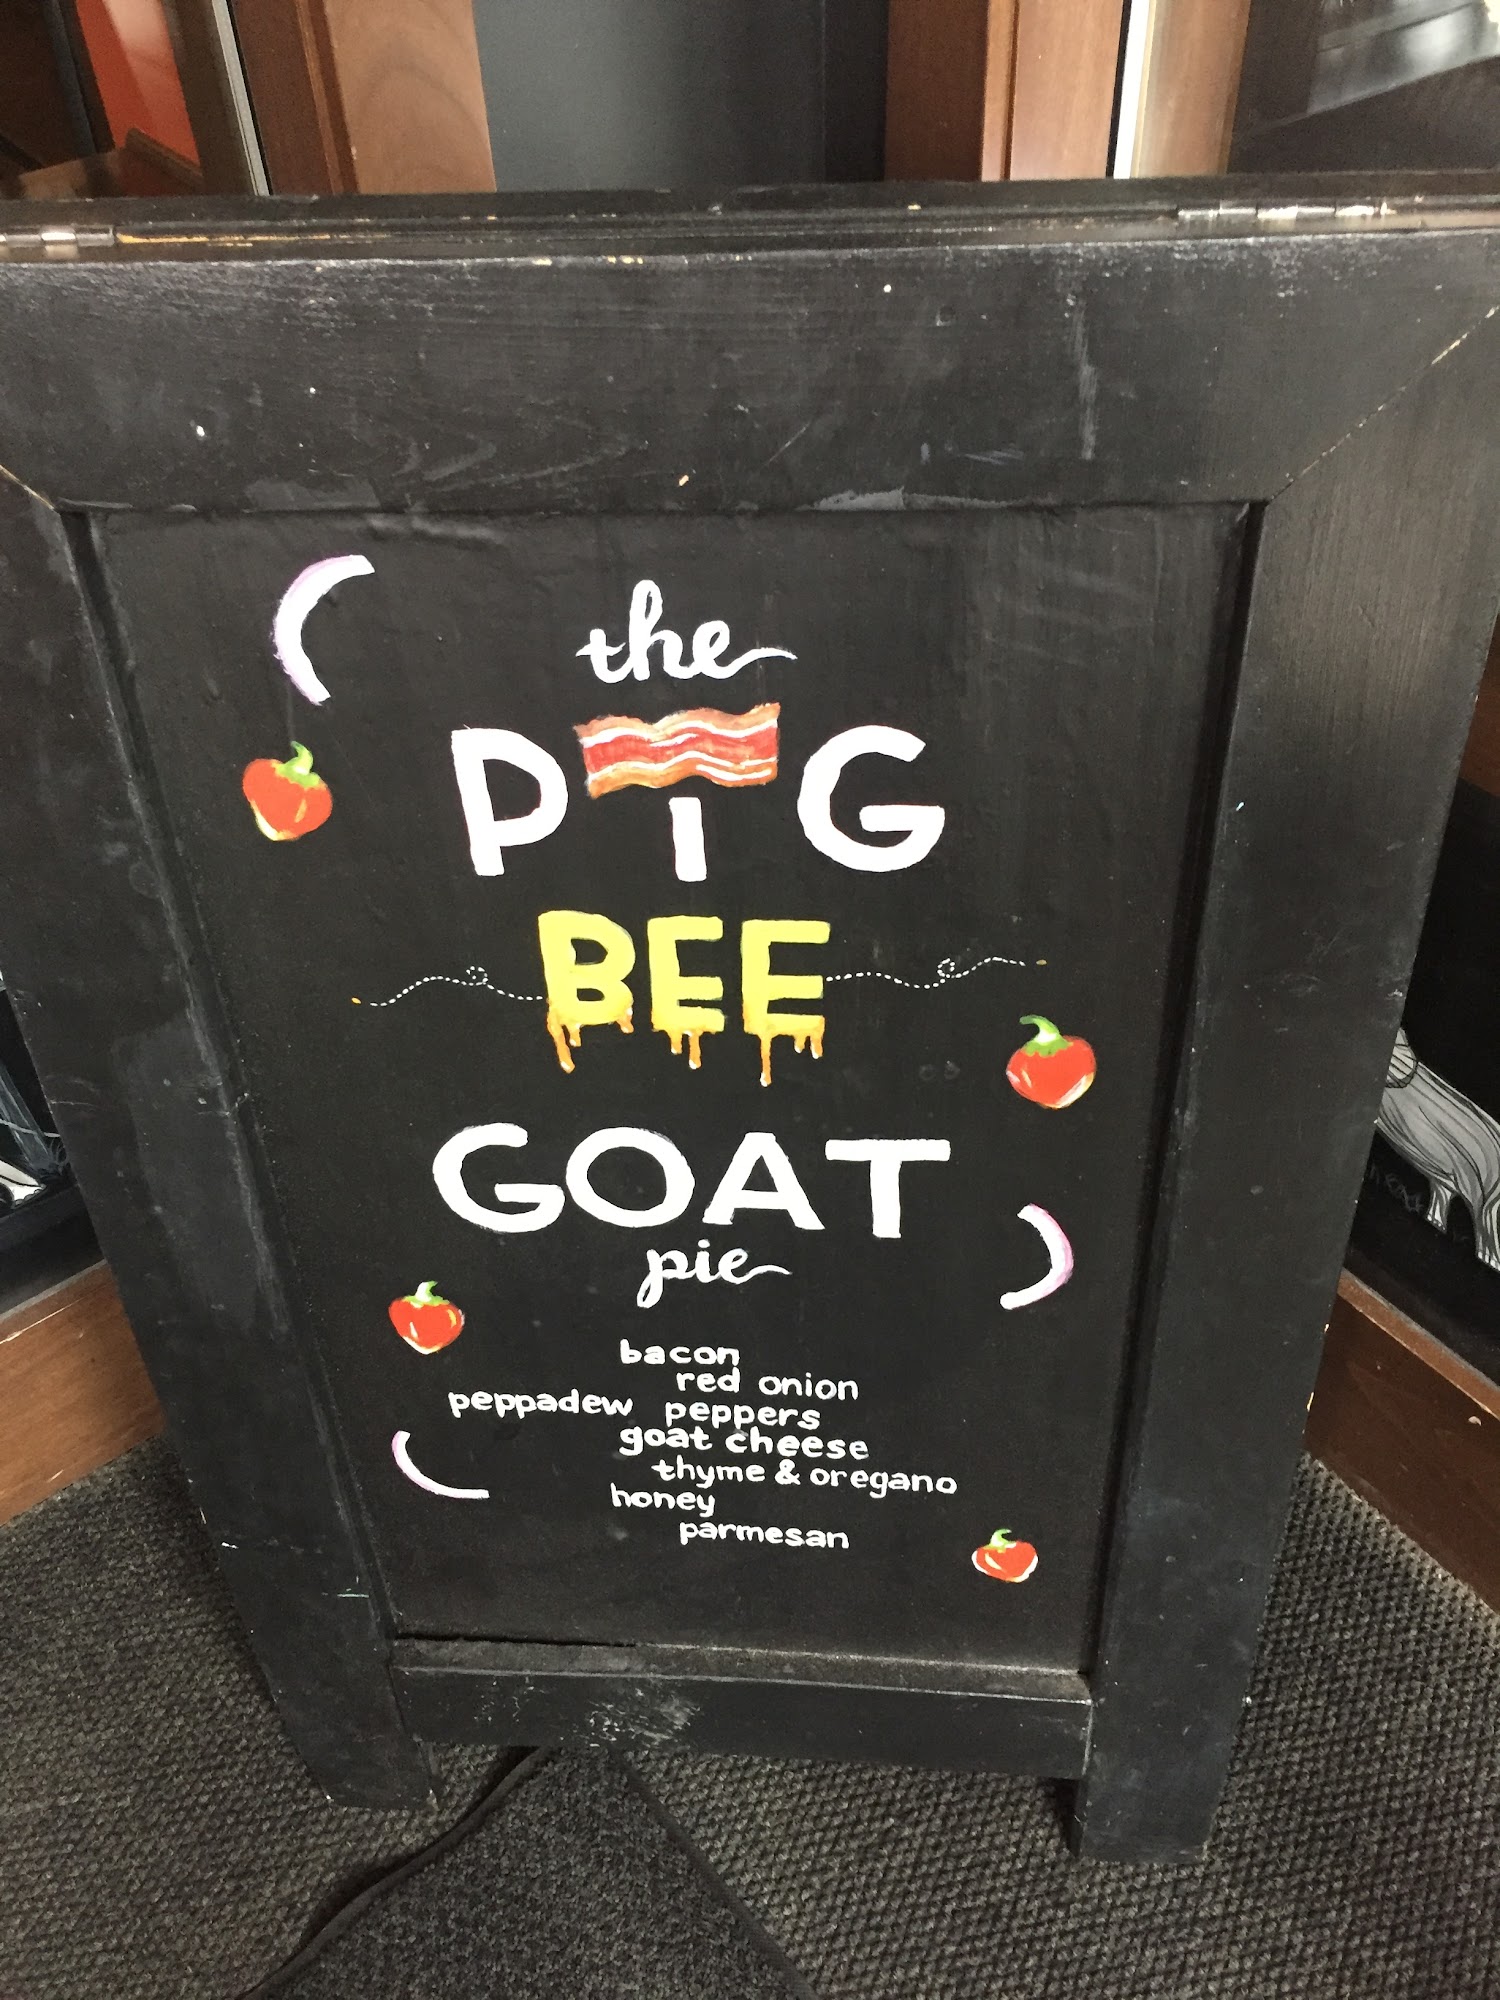 the
PIG
BEE
GOAT
pie
bacon
red onion
peppadew peppers
goat cheese
thyme & oregano
honey
parmesan